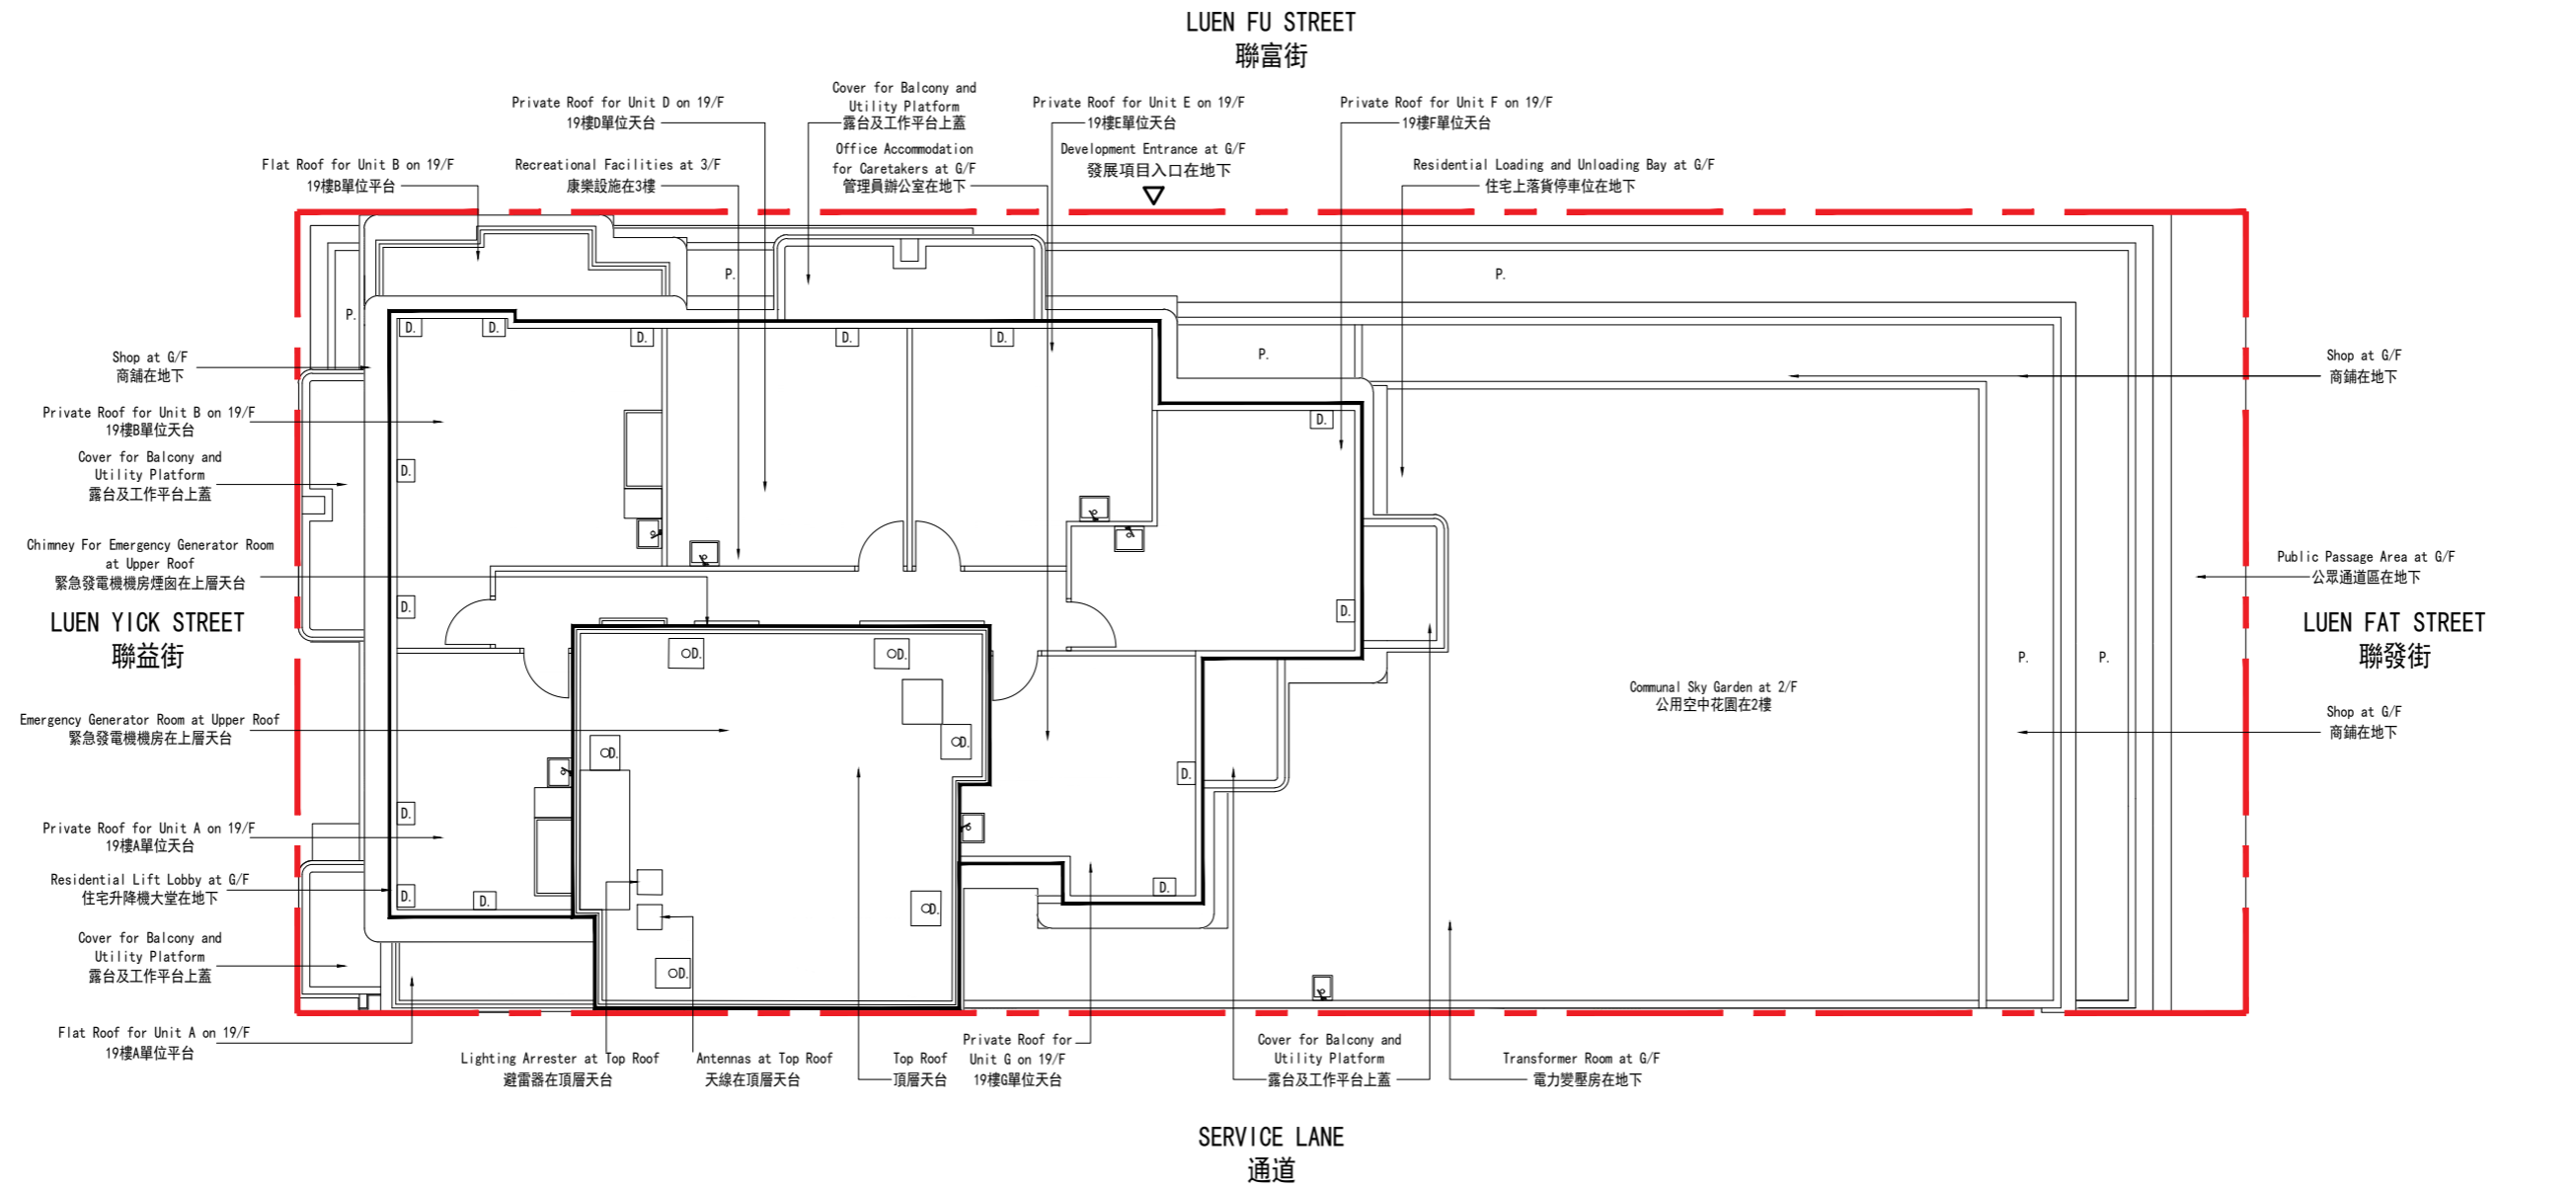 LUEN FU STREET
聯富街
Private Roof for Unit D on 19/F
19樓D單位天台
Cover for Balcony and
Utility Platform
露台及工作平台上蓋
Private Roof for Unit E on 19/F
19樓E單位天台
Private Roof for Unit F on 19/F
19樓F單位天台
Flat Roof for Unit B on 19/F
19樓B單位平台
Recreational Facilities at 3/F
康樂設施在3樓
Office Accommodation
for Caretakers at G/F
管理員辦公室在地下
Development Entrance at G/F
發展項目入口在地下
Residential Loading and Unloading Bay at G/F
住宅上落貨停車位在地下
P.
P.
P.
P.
D.
D.
D.
D.
D.
D.
Shop at G/F
商舖在地下
Private Roof for Unit B on 19/F
19樓B單位天台
Cover for Balcony and
Utility Platform
露台及工作平台上蓋
D.
Chimney For Emergency Generator Room
at Upper Roof
緊急發電機機房煙囪在上層天台
D.
D.
LUEN YICK STREET
聯益街
OD.
OD.
Emergency Generator Room at Upper Roof
緊急發電機機房在上層天台
OD.
OD.
D.
D.
Private Roof for Unit A on 19/F
19樓A單位天台
Residential Lift Lobby at G/F
住宅升降機大堂在地下
D.
D.
D.
OD.
OD.
Cover for Balcony and
Utility Platform
露台及工作平台上蓋
Flat Roof for Unit A on 19/F
19樓A單位平台
Shop at G/F
商鋪在地下
Public Passage Area at G/F
公眾通道區在地下
LUEN FAT STREET
聯發街
P.
P.
Communal Sky Garden at 2/F
公用空中花園在2樓
Shop at G/F
商鋪在地下
Lighting Arrester at Top Roof
避雷器在頂層天台
Antennas at Top Roof
天線在頂層天台
Top Roof
頂層天台
Private Roof for
Unit G on 19/F
19樓G單位天台
Cover for Balcony and
Utility Platform
露台及工作平台上蓋
Transformer Room at G/F
電力變壓房在地下
SERVICE LANE
通道